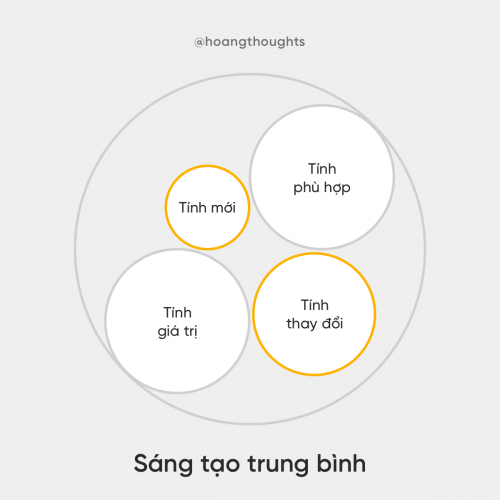 @hoangthoughts
Tính
phù hợp
Tính mới
Tính
giá trị
Tính
thay đổi
Sáng tạo trung bình